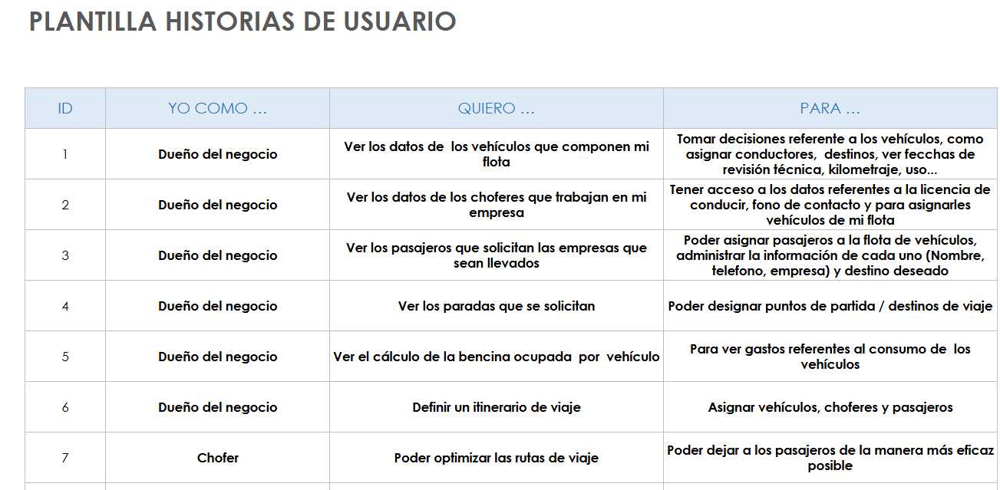 PLANTILLA HISTORIAS DE USUARIO
ID
YO COMO ...
QUIERO ...
PARA ...
1
Dueño del negocio
Ver los datos de  los vehículos que componen mi
flota
Tomar decisiones referente a los vehículos, como
asignar conductores,  destinos, ver fecchas de
revisión técnica, kilometraje, uso...
2
Dueño del negocio
Ver los datos de los choferes que trabajan en mi
empresa
Tener acceso a los datos referentes a la licencia de
conducir, fono de contacto y para asignarles
vehículos de mi flota
3
Dueño del negocio
Ver los pasajeros que solicitan las empresas que
sean llevados
Poder asignar pasajeros a la flota de vehículos,
administrar la información de cada uno (Nombre,
telefono, empresa) y destino deseado
4
Dueño del negocio
Ver los paradas que se solicitan
Poder designar puntos de partida / destinos de viaje
5
Dueño del negocio
Ver el cálculo de la bencina ocupada  por  vehículo
Para ver gastos referentes al consumo de  los
vehículos
6
Dueño del negocio
Definir un itinerario de viaje
Asignar vehículos, choferes y pasajeros
7
Chofer
Poder optimizar las rutas de viaje
Poder dejar a los pasajeros de la manera más eficaz
posible